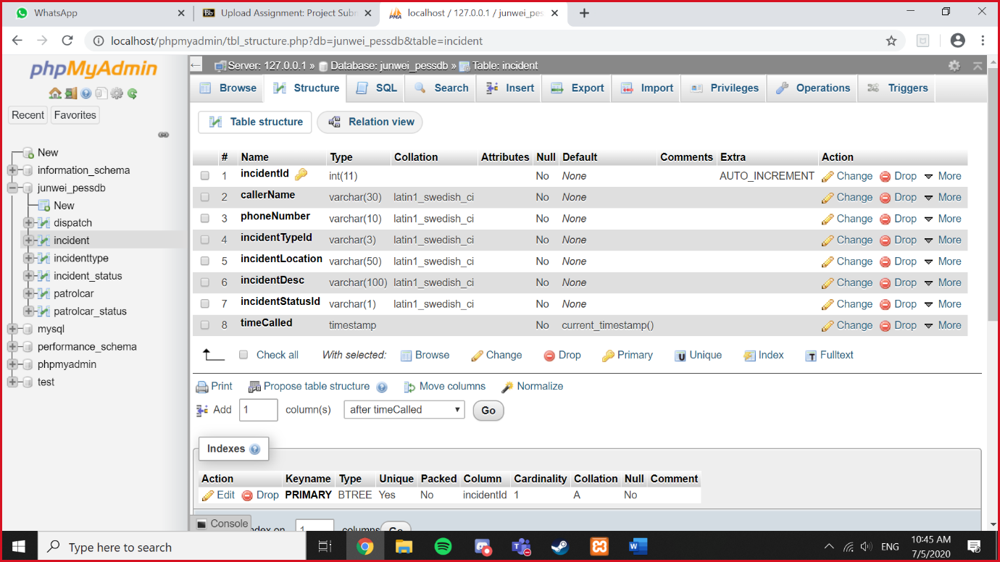 WhatsApp
Bb Upload Assignment: Project Subm
PMA localhost / 127.0.0.1 / junwei_pes
localhost/phpmyadmin/tbl_structure.php?db=junwei_pessdb&table=incident
phpMyAdmin
Recent Favorites
New
information_schema
junwei_pessdb
New
dispatch
incident
incidenttype
incident_status
patrolcar
patrolcar_status
mysql
performance_schema
phpmyadmin
test
Server: 127.0.0.1 » Database: junwei_pessdb » Table: incident
Browse Structure SQL Search Insert Export Import Privileges Operations Triggers
Table structure Relation view
# Name Type Collation Attributes Null Default Comments Extra Action
1 incidentId int(11) No None AUTO_INCREMENT Change Drop More
2 callerName varchar(30) latin1_swedish_ci No None Change Drop More
3 phoneNumber varchar(10) latin1_swedish_ci No None Change Drop More
4 incidentTypeId varchar(3) latin1_swedish_ci No None Change Drop More
5 incidentLocation varchar(50) latin1_swedish_ci No None Change Drop More
6 incidentDesc varchar(100) latin1_swedish_ci No None Change Drop More
7 incidentStatusId varchar(1) latin1_swedish_ci No None Change Drop More
8 timeCalled timestamp No current_timestamp() Change Drop More
Check all With selected: Browse Change Drop Primary Unique Index Fulltext
Print Propose table structure Move columns Normalize
Add 1 column(s) after timeCalled Go
Indexes
Action Keyname Type Unique Packed Column Cardinality Collation Null Comment
Edit Drop PRIMARY BTREE Yes No incidentId 1 A No
Console
Type here to search
ENG
10:45 AM
7/5/2020